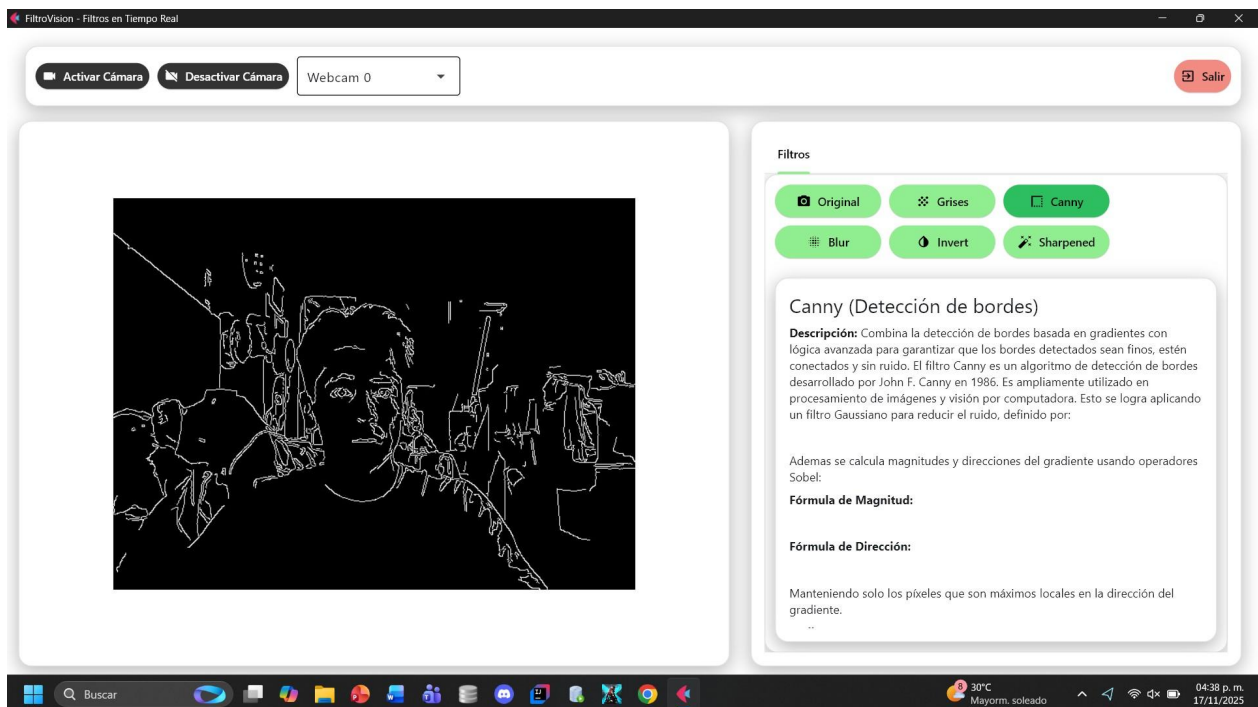 FiltroVision - Filtros en Tiempo Real
Activar Cámara
Desactivar Cámara
Webcam 0
Salir
Filtros
Original
Grises
Canny
Blur
Invert
Sharpened
Canny (Detección de bordes)
Descripción: Combina la detección de bordes basada en gradientes con
lógica avanzada para garantizar que los bordes detectados sean finos, estén
conectados y sin ruido. El filtro Canny es un algoritmo de detección de bordes
desarrollado por John F. Canny en 1986. Es ampliamente utilizado en
procesamiento de imágenes y visión por computadora. Esto se logra aplicando
un filtro Gaussiano para reducir el ruido, definido por:
Ademas se calcula magnitudes y direcciones del gradiente usando operadores
Sobel:
Fórmula de Magnitud:
Fórmula de Dirección:
Manteniendo solo los píxeles que son máximos locales en la dirección del
gradiente.
Buscar
8
30°C
Mayorm. soleado
04:38 p. m.
17/11/2025